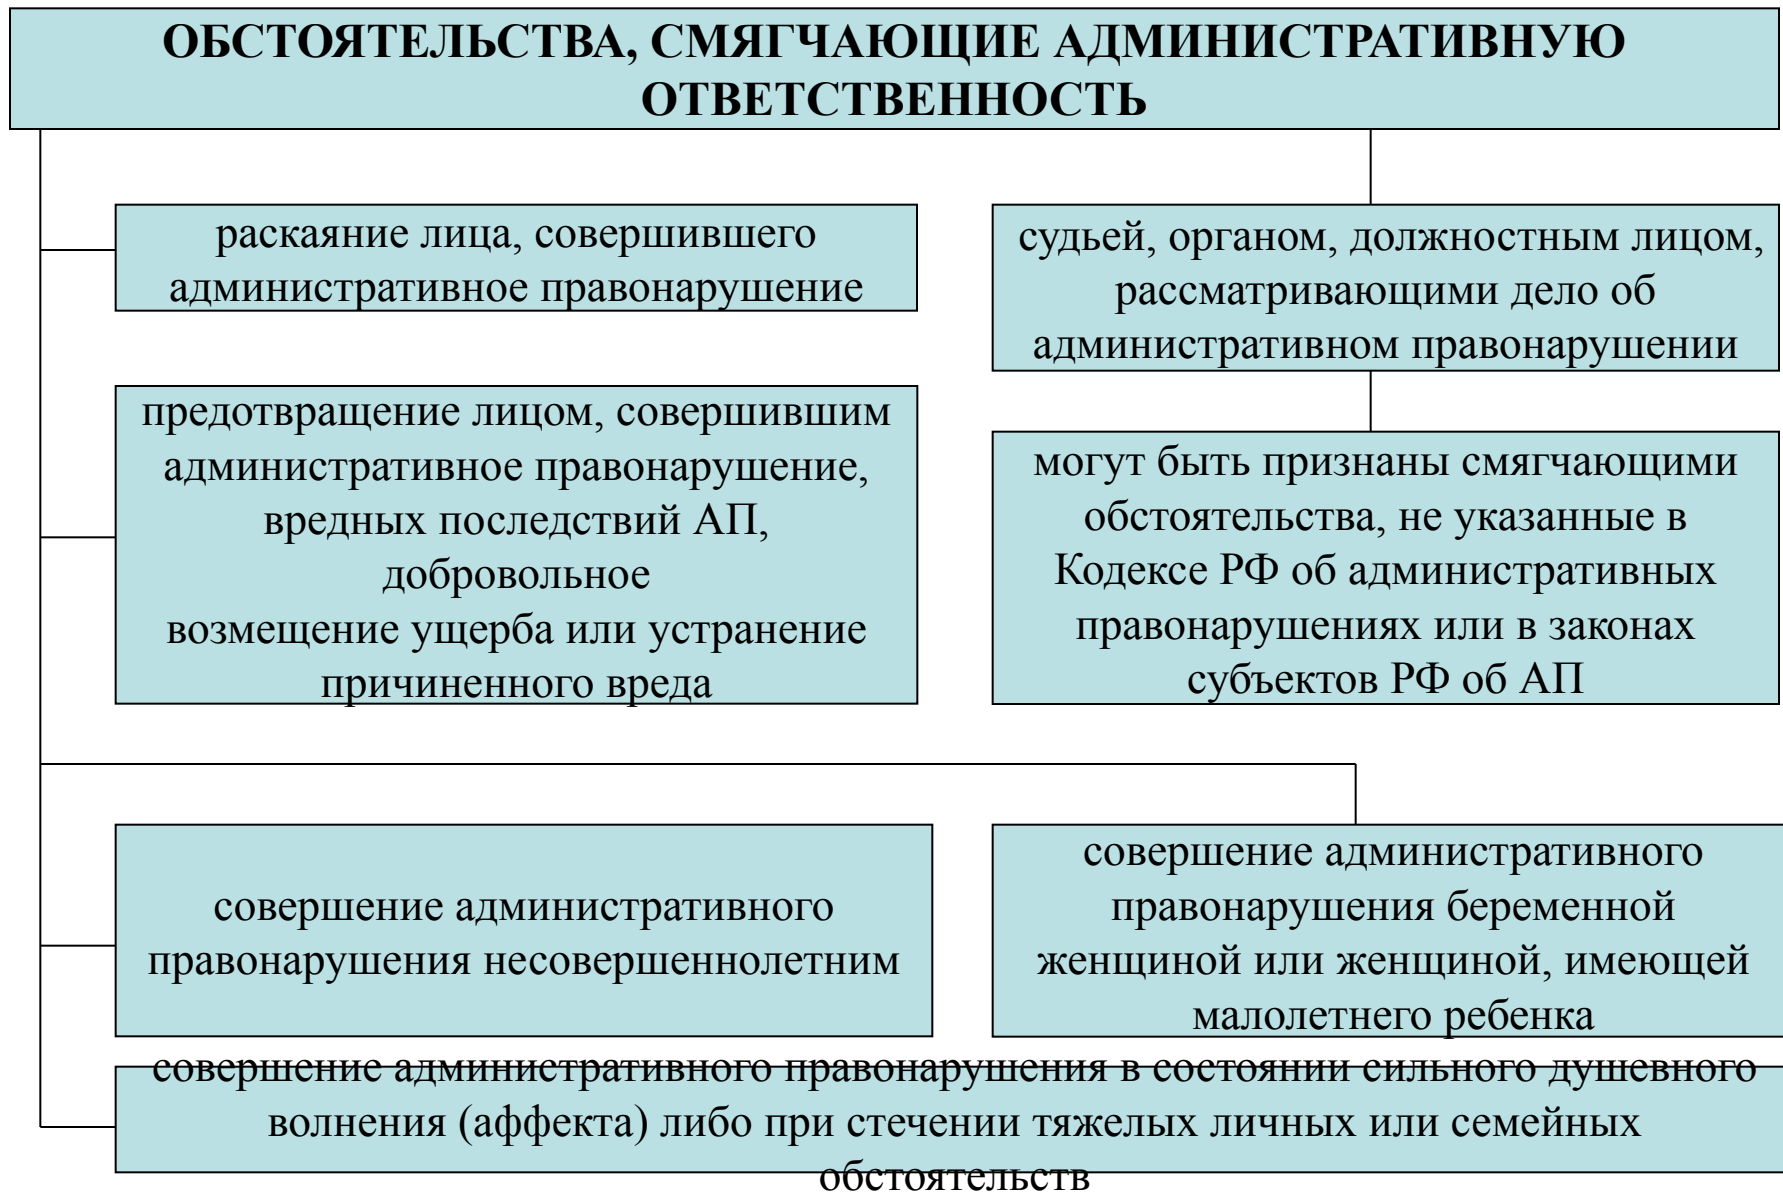 ОБСТОЯТЕЛЬСТВА, СМЯГЧАЮЩИЕ АДМИНИСТРАТИВНУЮ
ОТВЕТСТВЕННОСТЬ
раскаяние лица, совершившего
административное правонарушение
судьей, органом, должностным лицом,
рассматривающими дело об
административном правонарушении
предотвращение лицом, совершившим
административное правонарушение,
вредных последствий АП,
добровольное
возмещение ущерба или устранение
причиненного вреда
могут быть признаны смягчающими
обстоятельства, не указанные в
Кодексе РФ об административных
правонарушениях или в законах
субъектов РФ об АП
совершение административного
правонарушения несовершеннолетним
совершение административного
правонарушения беременной
женщиной или женщиной, имеющей
малолетнего ребенка
совершение административного правонарушения в состоянии сильного душевного
волнения (аффекта) либо при стечении тяжелых личных или семейных
обстоятельств